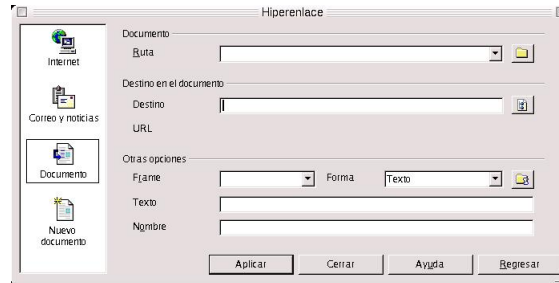 Hiperenlace
Internet
Correo y noticias
Documento
Nuevo
documento
Documento
Ruta
Destino en el documento
Destino
URL
Otras opciones
Frame
Forma
Texto
Texto
Nombre
Aplicar
Cerrar
Ayuda
Regresar